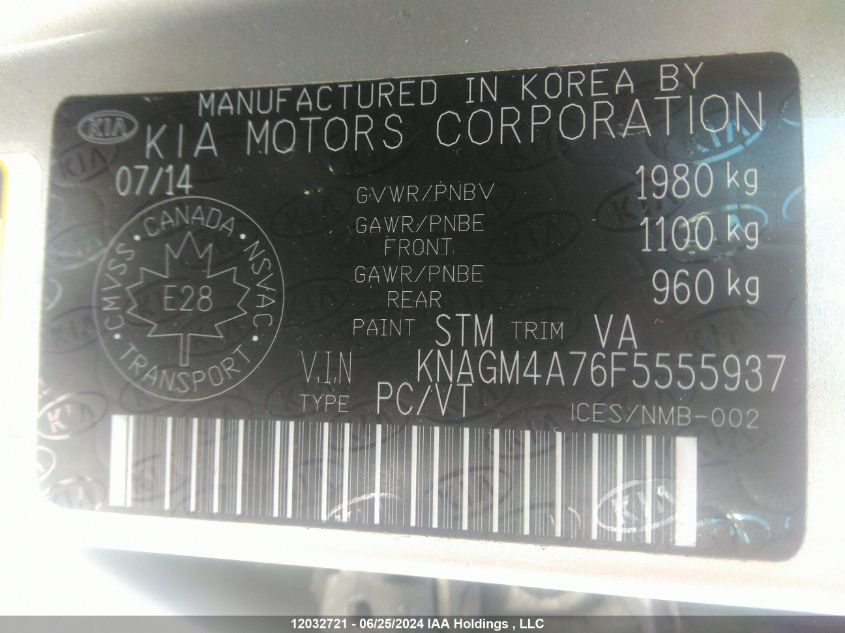 MANUFACTURED IN KOREA BY
KIA KIA MOTORS CORPORATION
07/14
GVWR/PNBV 1980 kg
GAWR/PNBE FRONT 1100 kg
GAWR/PNBE REAR 960 kg
CANADA · NSVAC · TRANSPORT · CMVSS
E28
PAINT STM TRIM VA
V.I.N KNAGM4A76F5555937
TYPE PC/VT ICES/NMB-002
12032721 - 06/25/2024 IAA Holdings, LLC